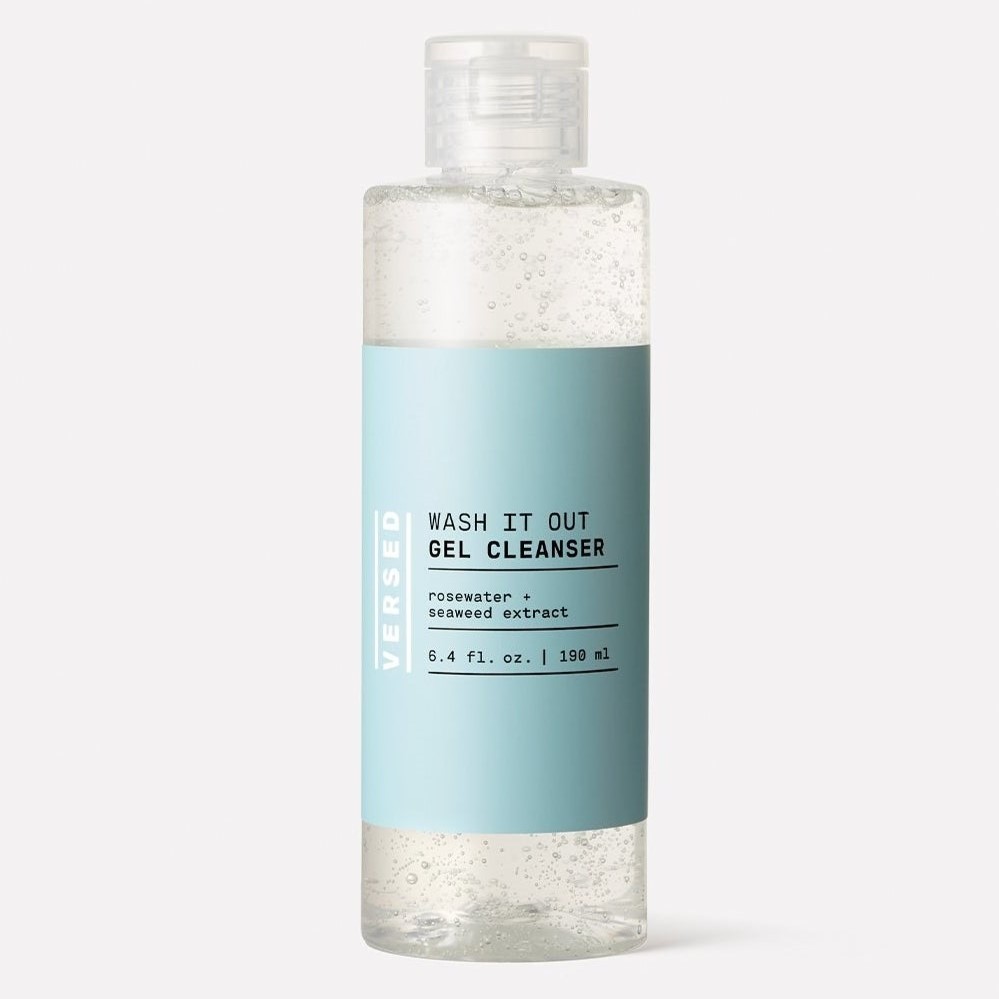 VERSED
WASH IT OUT
GEL CLEANSER
rosewater +
seaweed extract
6.4 fl. oz. | 190 ml